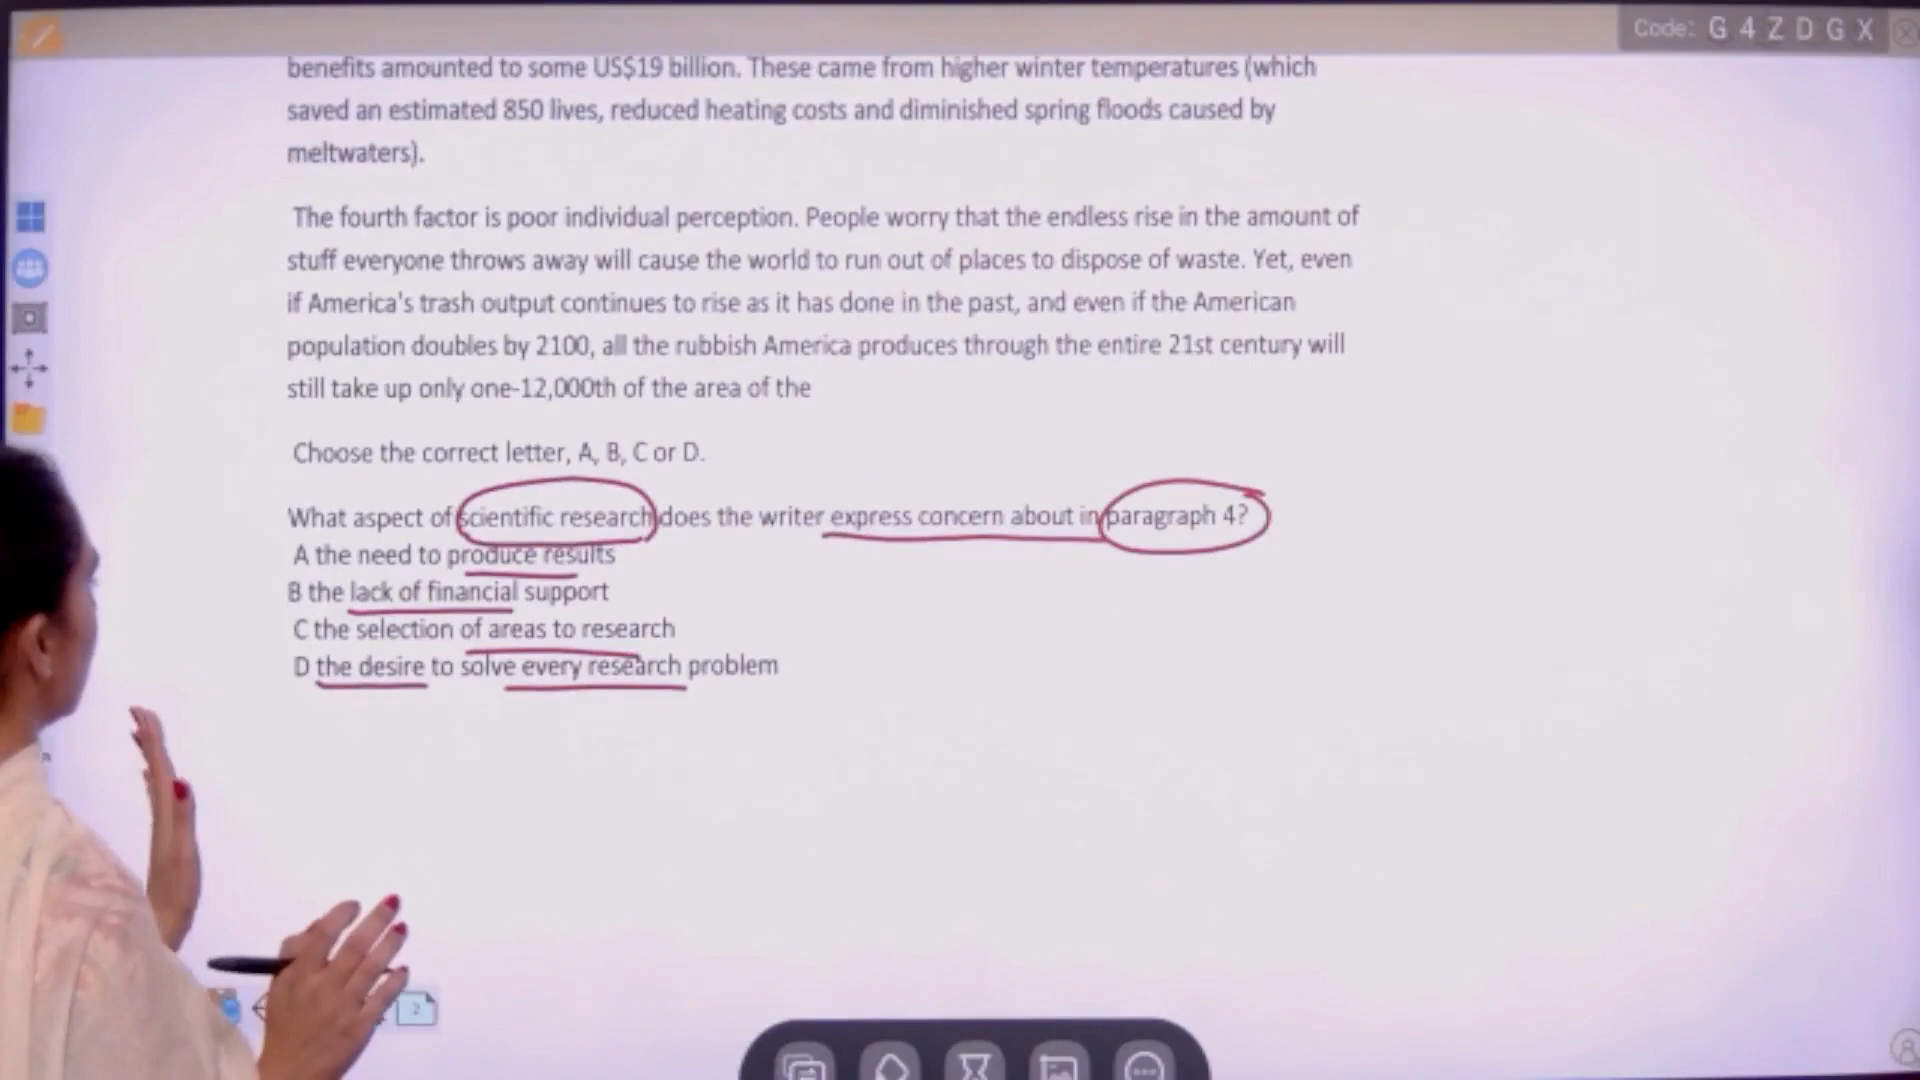 Code: G 4 Z D G X
benefits amounted to some US$19 billion. These came from higher winter temperatures (which
saved an estimated 850 lives, reduced heating costs and diminished spring floods caused by
meltwaters).
The fourth factor is poor individual perception. People worry that the endless rise in the amount of
stuff everyone throws away will cause the world to run out of places to dispose of waste. Yet, even
if America's trash output continues to rise as it has done in the past, and even if the American
population doubles by 2100, all the rubbish America produces through the entire 21st century will
still take up only one-12,000th of the area of the
Choose the correct letter, A, B, C or D.
What aspect of scientific research does the writer express concern about in paragraph 4?
A the need to produce results
B the lack of financial support
C the selection of areas to research
D the desire to solve every research problem
2